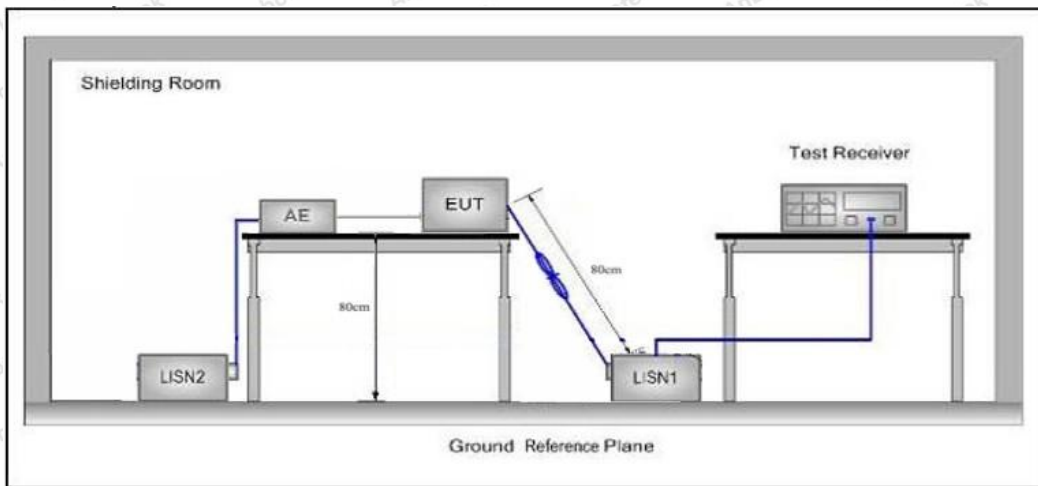 Shielding Room
Test Receiver
AE
EUT
80cm
80cm
LISN2
LISN1
Ground Reference Plane